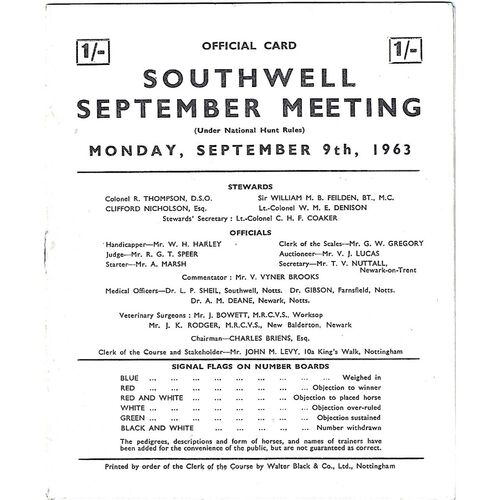 1/- OFFICIAL CARD 1/-
SOUTHWELL
SEPTEMBER MEETING
(Under National Hunt Rules)
MONDAY, SEPTEMBER 9th, 1963
STEWARDS
Colonel R. THOMPSON, D.S.O. Sir WILLIAM M. B. FEILDEN, BT., M.C.
CLIFFORD NICHOLSON, Esq. Lt.-Colonel W. M. E. DENISON
Stewards' Secretary : Lt.-Colonel C. H. F. COAKER
OFFICIALS
Handicapper—Mr. W. H. HARLEY Clerk of the Scales—Mr. G. W. GREGORY
Judge—Mr. R. G. T. SPEER Auctioneer—Mr. V. J. LUCAS
Starter—Mr. A. MARSH Secretary—Mr. T. V. NUTTALL,
Newark-on-Trent
Commentator : Mr. V. VYNER BROOKS
Medical Officers—Dr. L. P. SHEIL, Southwell, Notts. Dr. GIBSON, Farnsfield, Notts.
Dr. A. M. DEANE, Newark, Notts.
Veterinary Surgeons : Mr. J. BOWETT, M.R.C.V.S., Worksop
Mr. J. K. RODGER, M.R.C.V.S., New Balderton, Newark
Chairman—CHARLES BRIENS, Esq.
Clerk of the Course and Stakeholder—Mr. JOHN M. LEVY, 10a King's Walk, Nottingham
SIGNAL FLAGS ON NUMBER BOARDS
BLUE ... ... ... ... ... ... ... ... Weighed in
RED ... ... ... ... ... ... ... Objection to winner
RED AND WHITE ... ... ... ... ... Objection to placed horse
WHITE ... ... ... ... ... ... ... Objection over-ruled
GREEN ... ... ... ... ... ... ... Objection sustained
BLACK AND WHITE ... ... ... ... ... Number withdrawn
The pedigrees, descriptions and form of horses, and names of trainers have
been added for the convenience of the public, but are not guaranteed as correct.
Printed by order of the Clerk of the Course by Walter Black & Co., Ltd., Nottingham